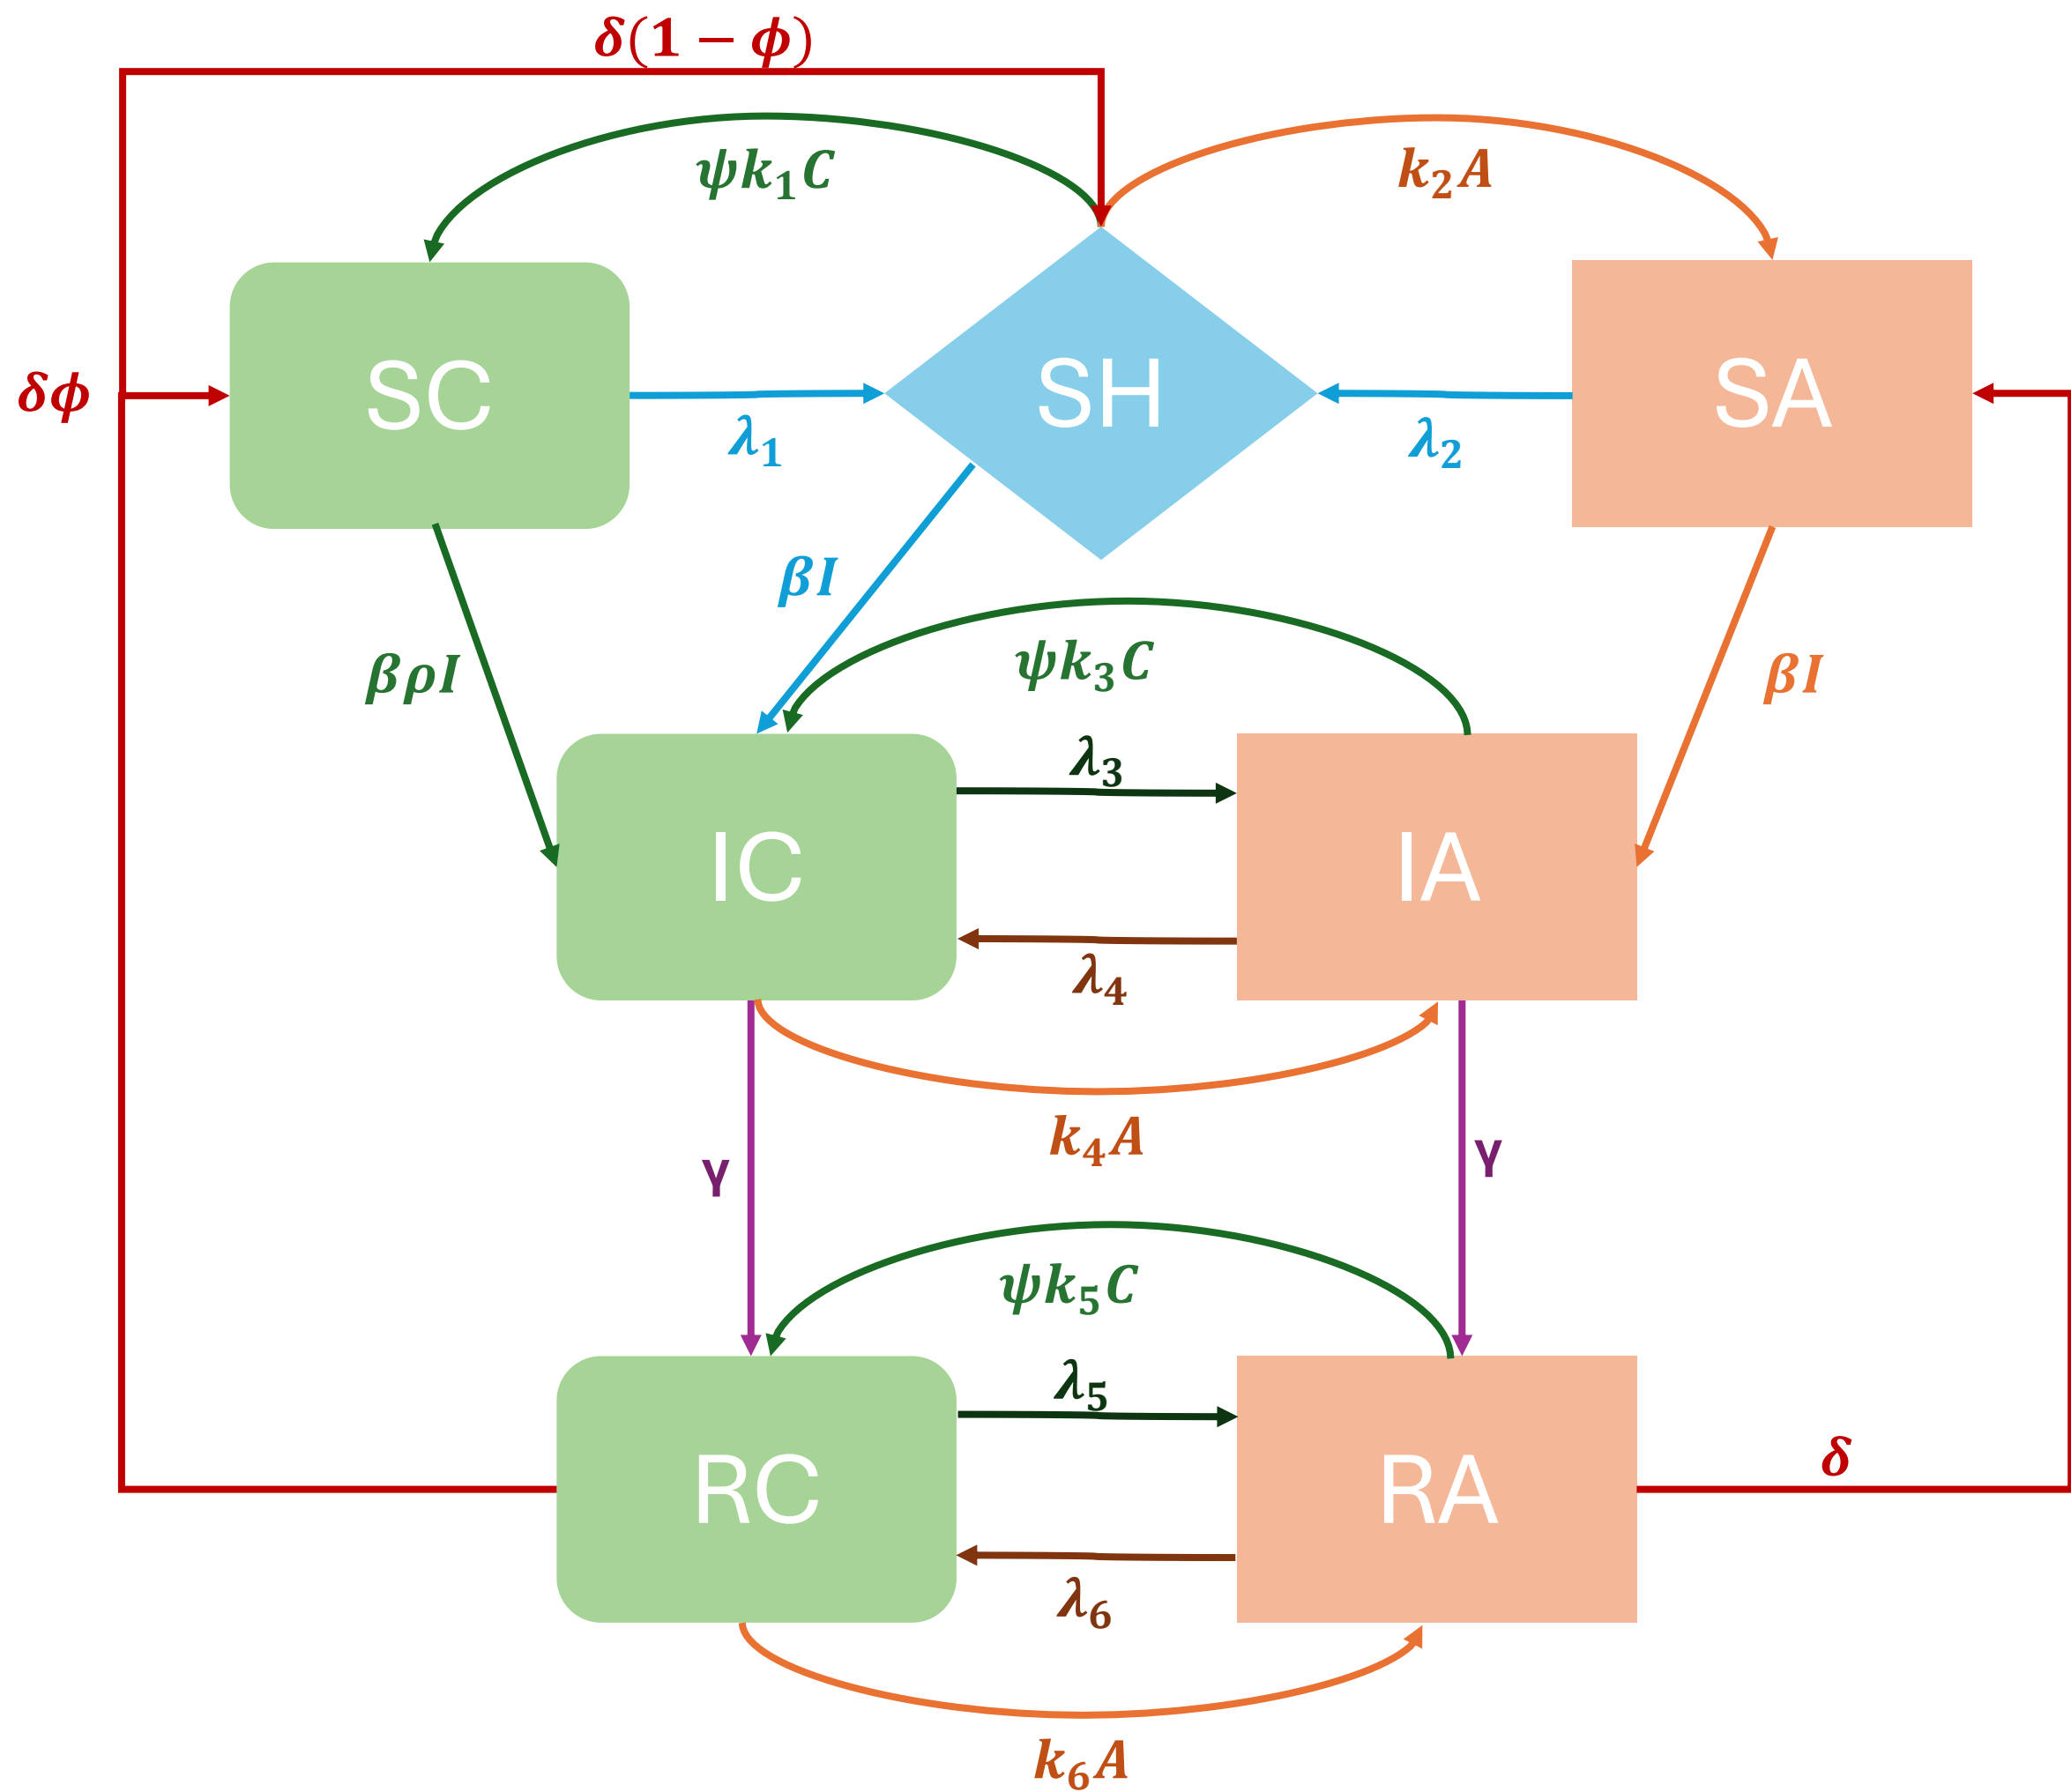 δ(1 − ϕ)
ψk₁C
k₂A
SC
SH
SA
δϕ
λ₁
λ₂
βI
βρI
ψk₃C
βI
λ₃
IC
IA
λ₄
k₄A
γ
γ
ψk₅C
λ₅
RC
RA
δ
λ₆
k₆A